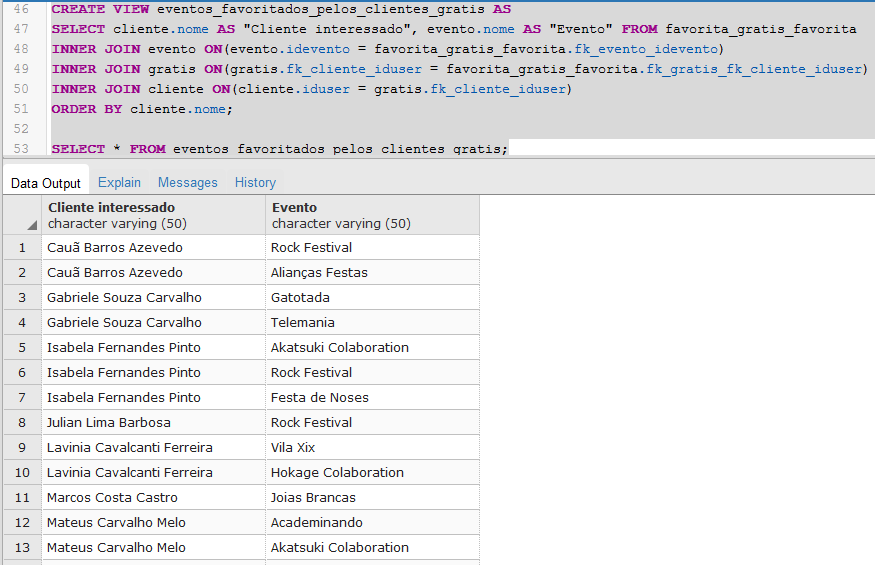 46 CREATE VIEW eventos_favoritados_pelos_clientes_gratis AS
47 SELECT cliente.nome AS "Cliente interessado", evento.nome AS "Evento" FROM favorita_gratis_favorita
48 INNER JOIN evento ON(evento.idevento = favorita_gratis_favorita.fk_evento_idevento)
49 INNER JOIN gratis ON(gratis.fk_cliente_iduser = favorita_gratis_favorita.fk_gratis_fk_cliente_iduser)
50 INNER JOIN cliente ON(cliente.iduser = gratis.fk_cliente_iduser)
51 ORDER BY cliente.nome;
52
53 SELECT * FROM eventos_favoritados_pelos_clientes_gratis;
Data Output Explain Messages History
Cliente interessado Evento
character varying (50) character varying (50)
1 Cauã Barros Azevedo Rock Festival
2 Cauã Barros Azevedo Alianças Festas
3 Gabriele Souza Carvalho Gatotada
4 Gabriele Souza Carvalho Telemania
5 Isabela Fernandes Pinto Akatsuki Colaboration
6 Isabela Fernandes Pinto Rock Festival
7 Isabela Fernandes Pinto Festa de Noses
8 Julian Lima Barbosa Rock Festival
9 Lavinia Cavalcanti Ferreira Vila Xix
10 Lavinia Cavalcanti Ferreira Hokage Colaboration
11 Marcos Costa Castro Joias Brancas
12 Mateus Carvalho Melo Academinando
13 Mateus Carvalho Melo Akatsuki Colaboration